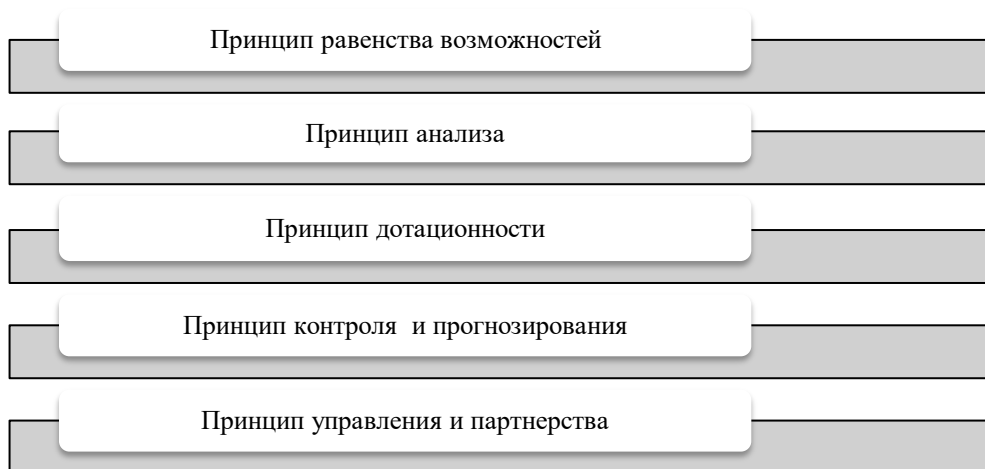 Принцип равенства возможностей
Принцип анализа
Принцип дотационности
Принцип контроля  и прогнозирования
Принцип управления и партнерства